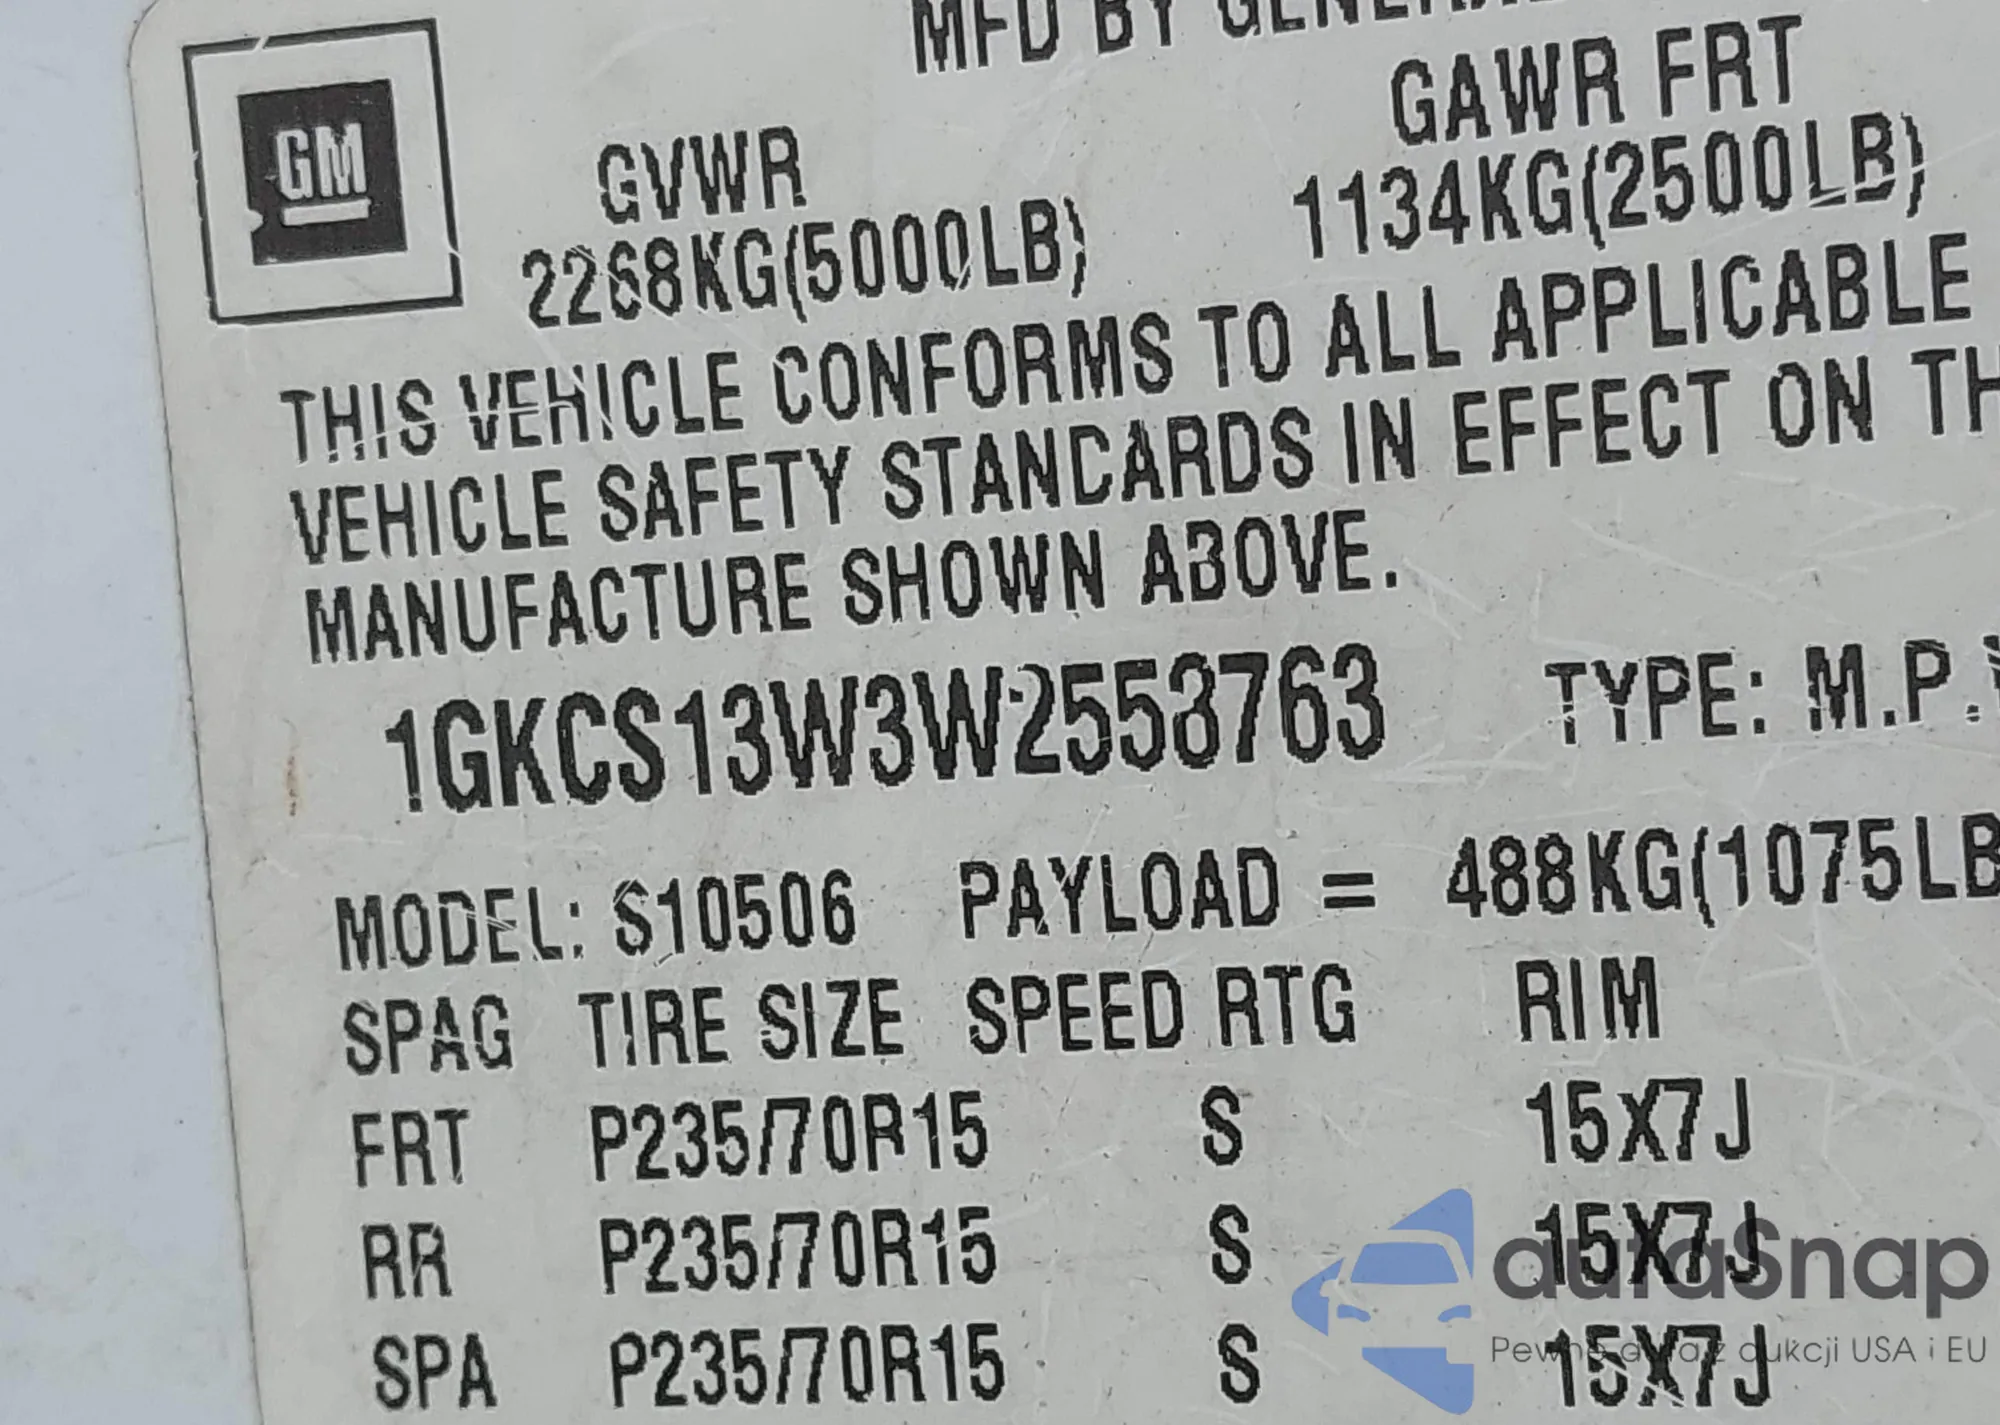 MFD BY GENERAL
GM
GVWR GAWR FRT
2268KG(5000LB) 1134KG(2500LB)
THIS VEHICLE CONFORMS TO ALL APPLICABLE
VEHICLE SAFETY STANDARDS IN EFFECT ON TH
MANUFACTURE SHOWN ABOVE.
1GKCS13W3W2553763 TYPE: M.P.V
MODEL: S10506 PAYLOAD = 488KG(1075LB
SPAG TIRE SIZE SPEED RTG RIM
FRT P235/70R15 S 15X7J
RR P235/70R15 S 15X7J
autaSnap
SPA P235/70R15 S 15X7J
Pewne auta z aukcji USA i EU